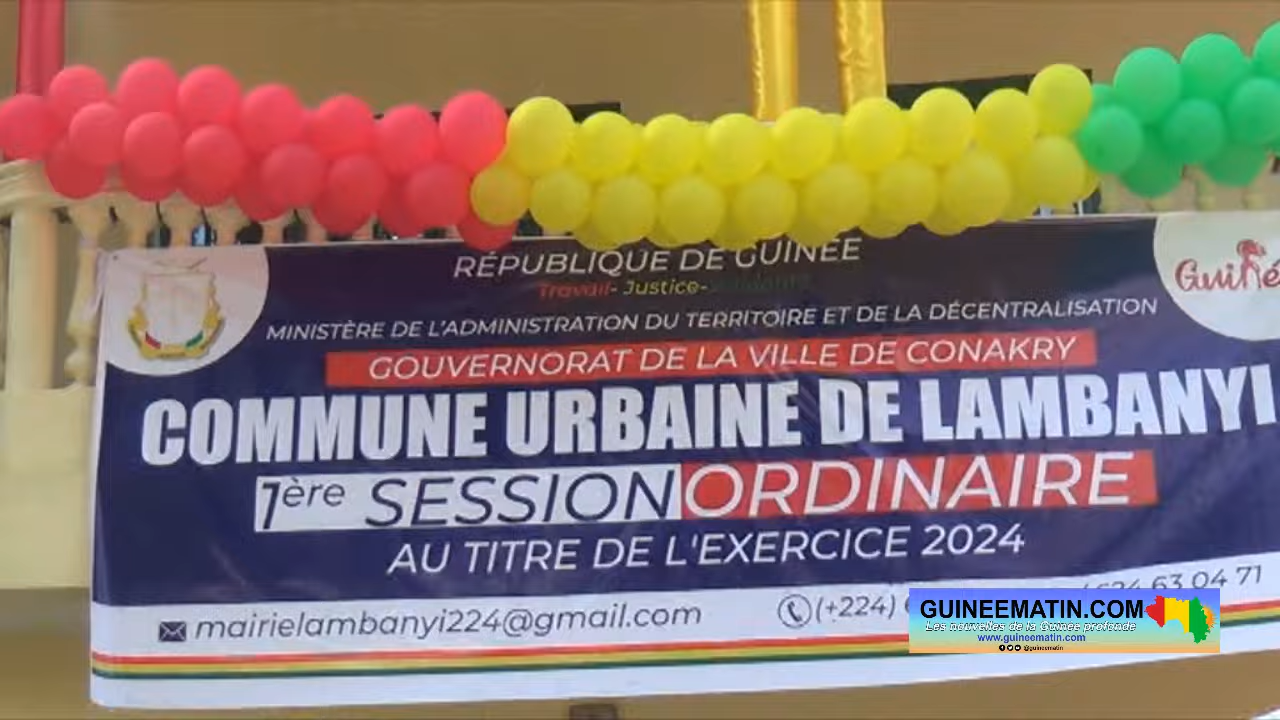 RÉPUBLIQUE DE GUINÉE
Travail- Justice-
Guinée
MINISTÈRE DE L'ADMINISTRATION DU TERRITOIRE ET DE LA DÉCENTRALISATION
GOUVERNORAT DE LA VILLE DE CONAKRY
COMMUNE URBAINE DE LAMBANYI
1ère SESSION ORDINAIRE
AU TITRE DE L'EXERCICE 2024
mairielambanyi224@gmail.com
(+224) 6
624 63 04 71
GUINEEMATIN.COM
Les nouvelles de la Guinée profonde
www.guineematin.com
@guineematin